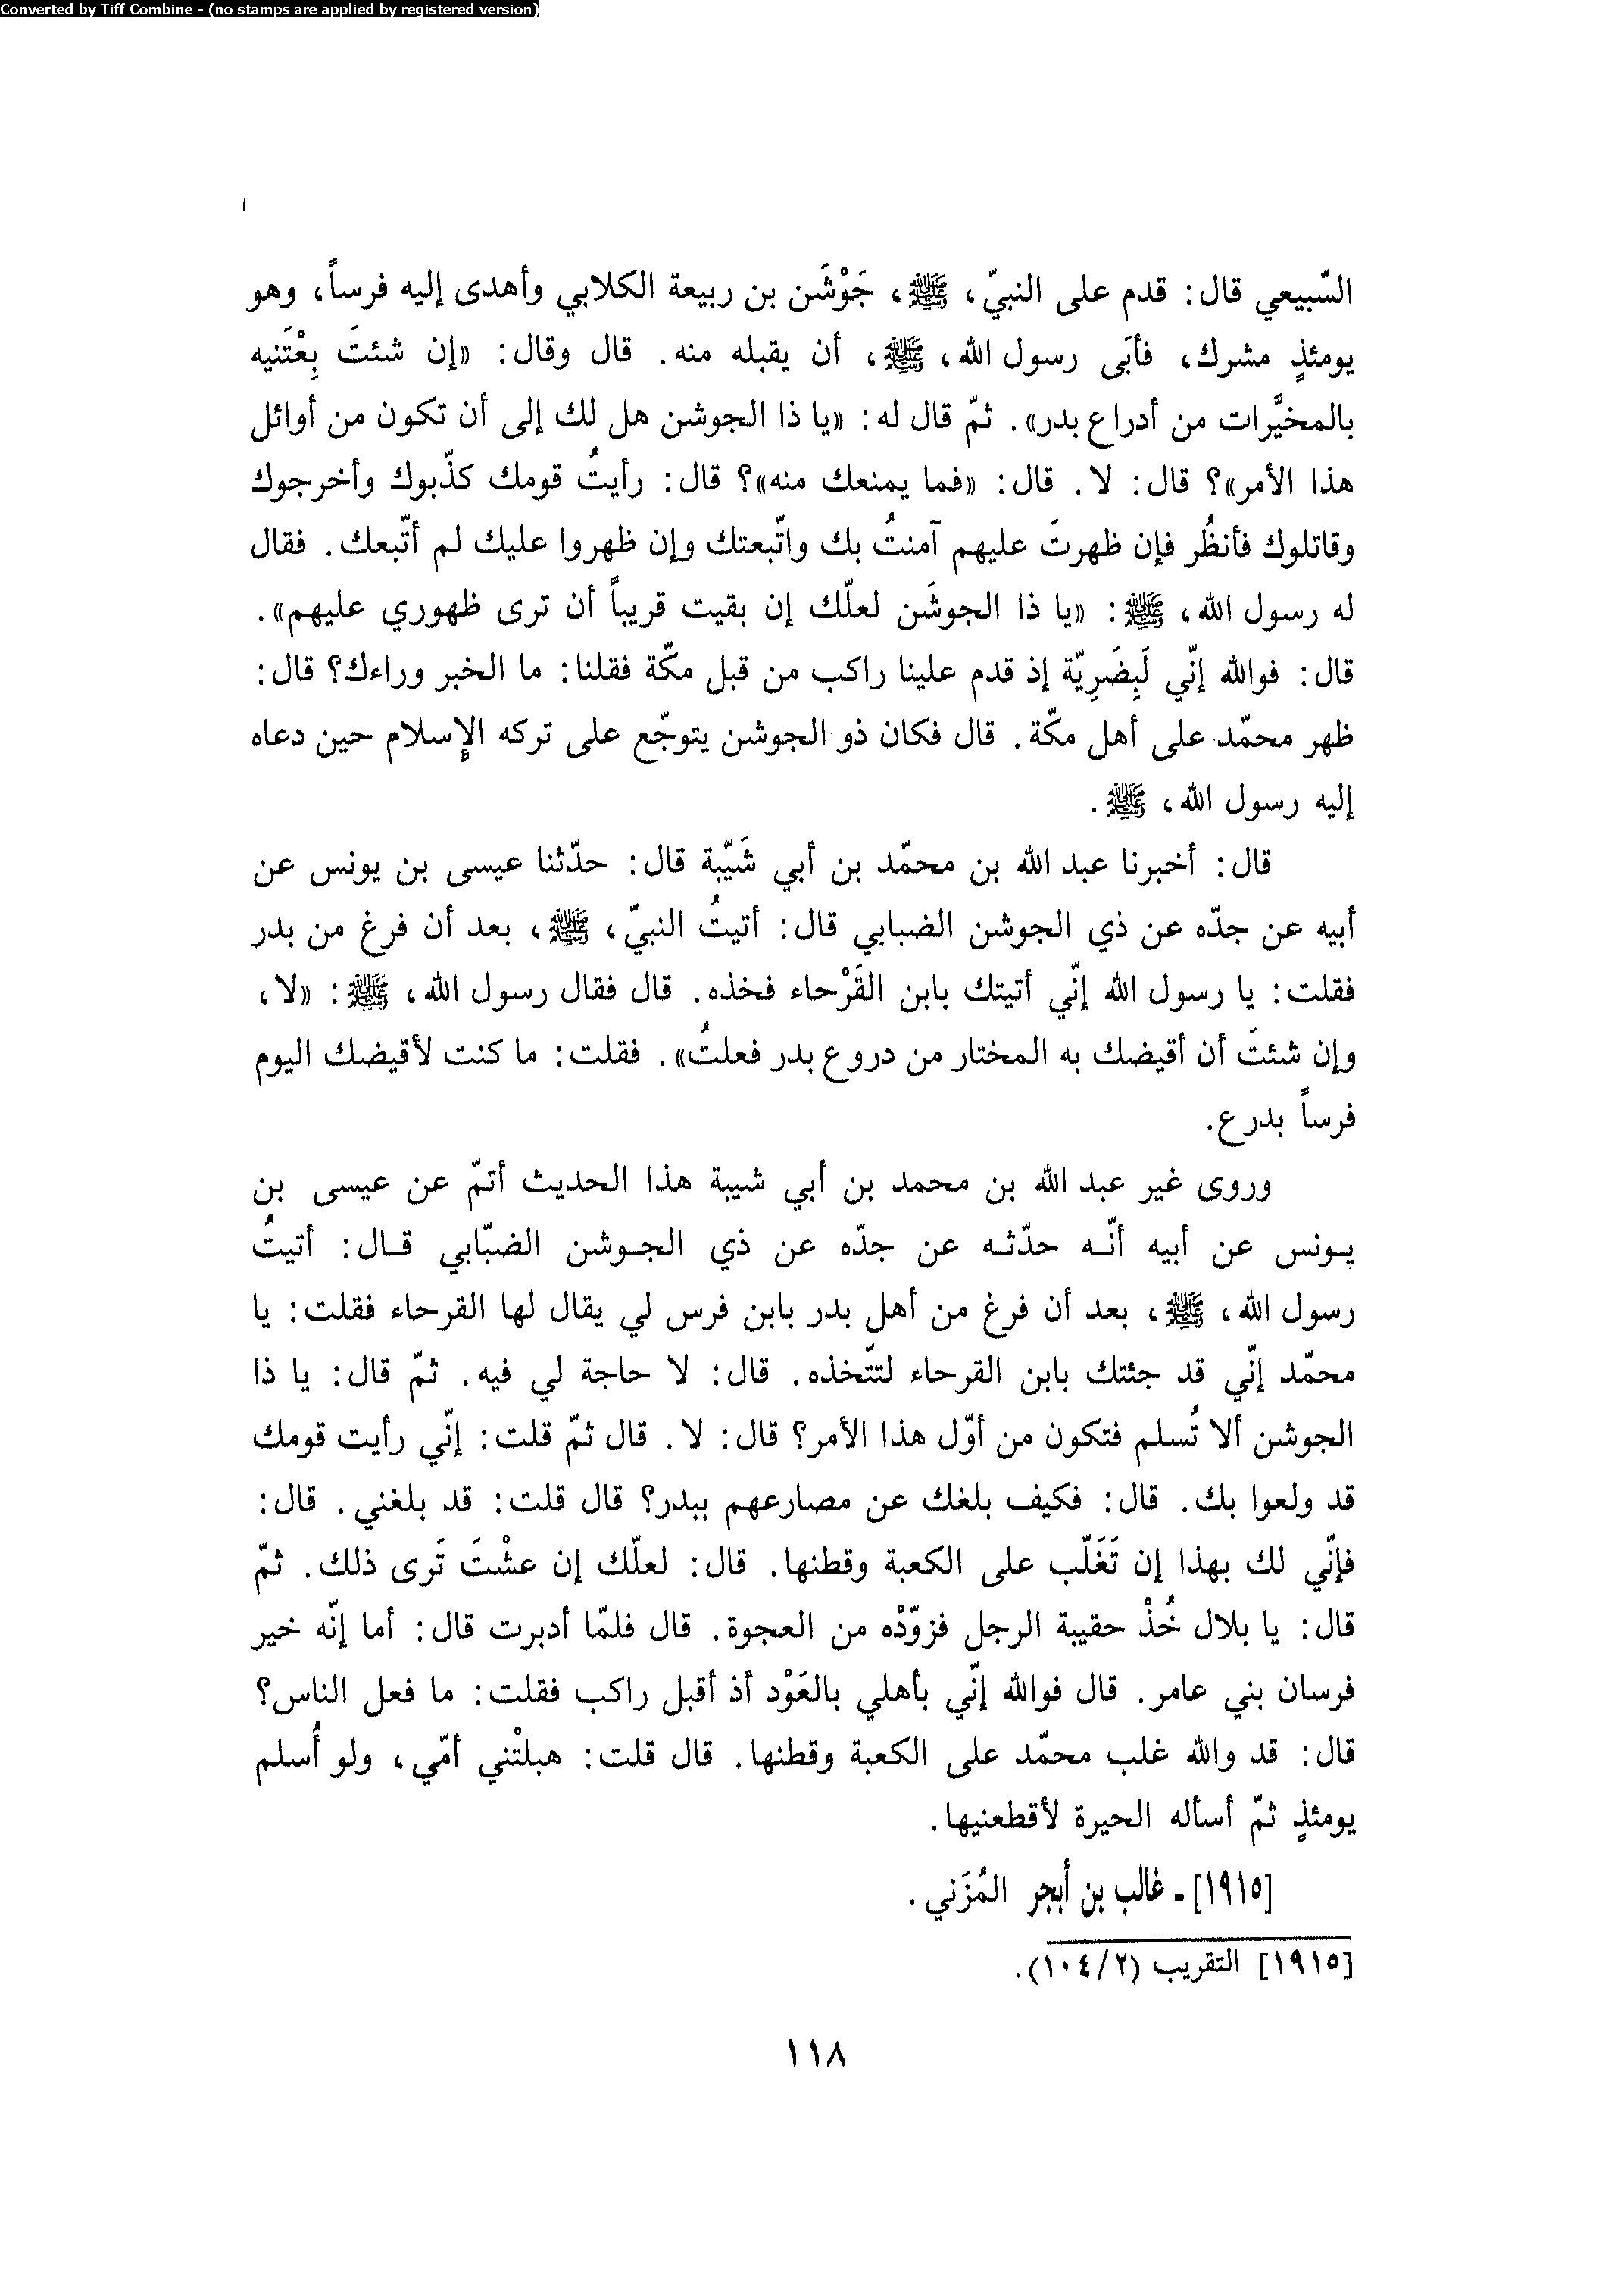 Converted by Tiff Combine - (no stamps are applied by registered version)
السّبيعي قال: قدم على النبيّ، ﷺ، جَوْشَن بن ربيعة الكلابي وأهدى إليه فرساً، وهو
يومئذٍ مشرك، فأبَى رسول الله، ﷺ، أن يقبله منه. قال وقال: «إن شئتَ بِعْتَنيه
بالمخيَّرات من أدراع بدر». ثمّ قال له: «يا ذا الجوشن هل لك إلى أن تكون من أوائل
هذا الأمر»؟ قال: لا. قال: «فما يمنعك منه»؟ قال: رأيتُ قومك كذّبوك وأخرجوك
وقاتلوك فأنظُر فإن ظهرتَ عليهم آمنتُ بك واتّبعتك وإن ظهروا عليك لم أتّبعك. فقال
له رسول الله، ﷺ: «يا ذا الجوشَن لعلّك إن بقيت قريباً أن ترى ظهوري عليهم».
قال: فوالله إنّي لَبِضَرِيّة إذ قدم علينا راكب من قبل مكّة فقلنا: ما الخبر وراءك؟ قال:
ظهر محمّد على أهل مكّة. قال فكان ذو الجوشن يتوجّع على تركه الإسلام حين دعاه
إليه رسول الله، ﷺ.
قال: أخبرنا عبد الله بن محمّد بن أبي شَيّبة قال: حدّثنا عيسى بن يونس عن
أبيه عن جدّه عن ذي الجوشن الضبابي قال: أتيتُ النبيّ، ﷺ، بعد أن فرغ من بدر
فقلت: يا رسول الله إنّي أتيتك بابن القَرْحاء فخذه. قال فقال رسول الله، ﷺ: «لا،
وإن شئتَ أن أقيضك به المختار من دروع بدر فعلتُ». فقلت: ما كنت لأقيضك اليوم
فرساً بدرع.
وروى غير عبد الله بن محمد بن أبي شيبة هذا الحديث أتمّ عن عيسى بن
يونس عن أبيه أنّه حدّثه عن جدّه عن ذي الجوشن الضبّابي قال: أتيتُ
رسول الله، ﷺ، بعد أن فرغ من أهل بدر بابن فرس لي يقال لها القرحاء فقلت: يا
محمّد إنّي قد جئتك بابن القرحاء لتتّخذه. قال: لا حاجة لي فيه. ثمّ قال: يا ذا
الجوشن ألا تُسلم فتكون من أوّل هذا الأمر؟ قال: لا. قال ثمّ قلت: إنّي رأيت قومك
قد ولعوا بك. قال: فكيف بلغك عن مصارعهم ببدر؟ قال قلت: قد بلغني. قال:
فإنّي لك بهذا إن تَغَلّب على الكعبة وقطنها. قال: لعلّك إن عشْتَ تَرى ذلك. ثمّ
قال: يا بلال خُذْ حقيبة الرجل فزوّدْه من العجوة. قال فلمّا أدبرت قال: أما إنّه خير
فرسان بني عامر. قال فوالله إنّي بأهلي بالعَوْد أذ أقبل راكب فقلت: ما فعل الناس؟
قال: قد والله غلب محمّد على الكعبة وقطنها. قال قلت: هبلتْني أمّي، ولو أُسلم
يومئذٍ ثمّ أسأله الحيرة لأقطعنيها.
[١٩١٥] - غالب بن أبجر المُزَني.
[١٩١٥] التقريب (٢/١٠٤).
١١٨